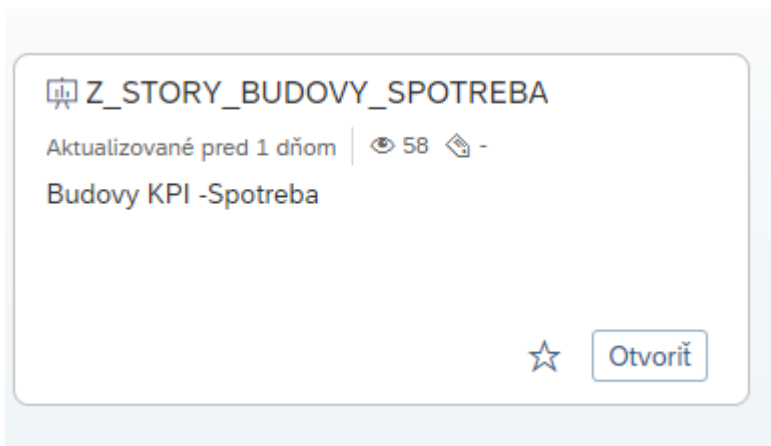 Z_STORY_BUDOVY_SPOTREBA
Aktualizované pred 1 dňom 58 -
Budovy KPI -Spotreba
Otvoriť